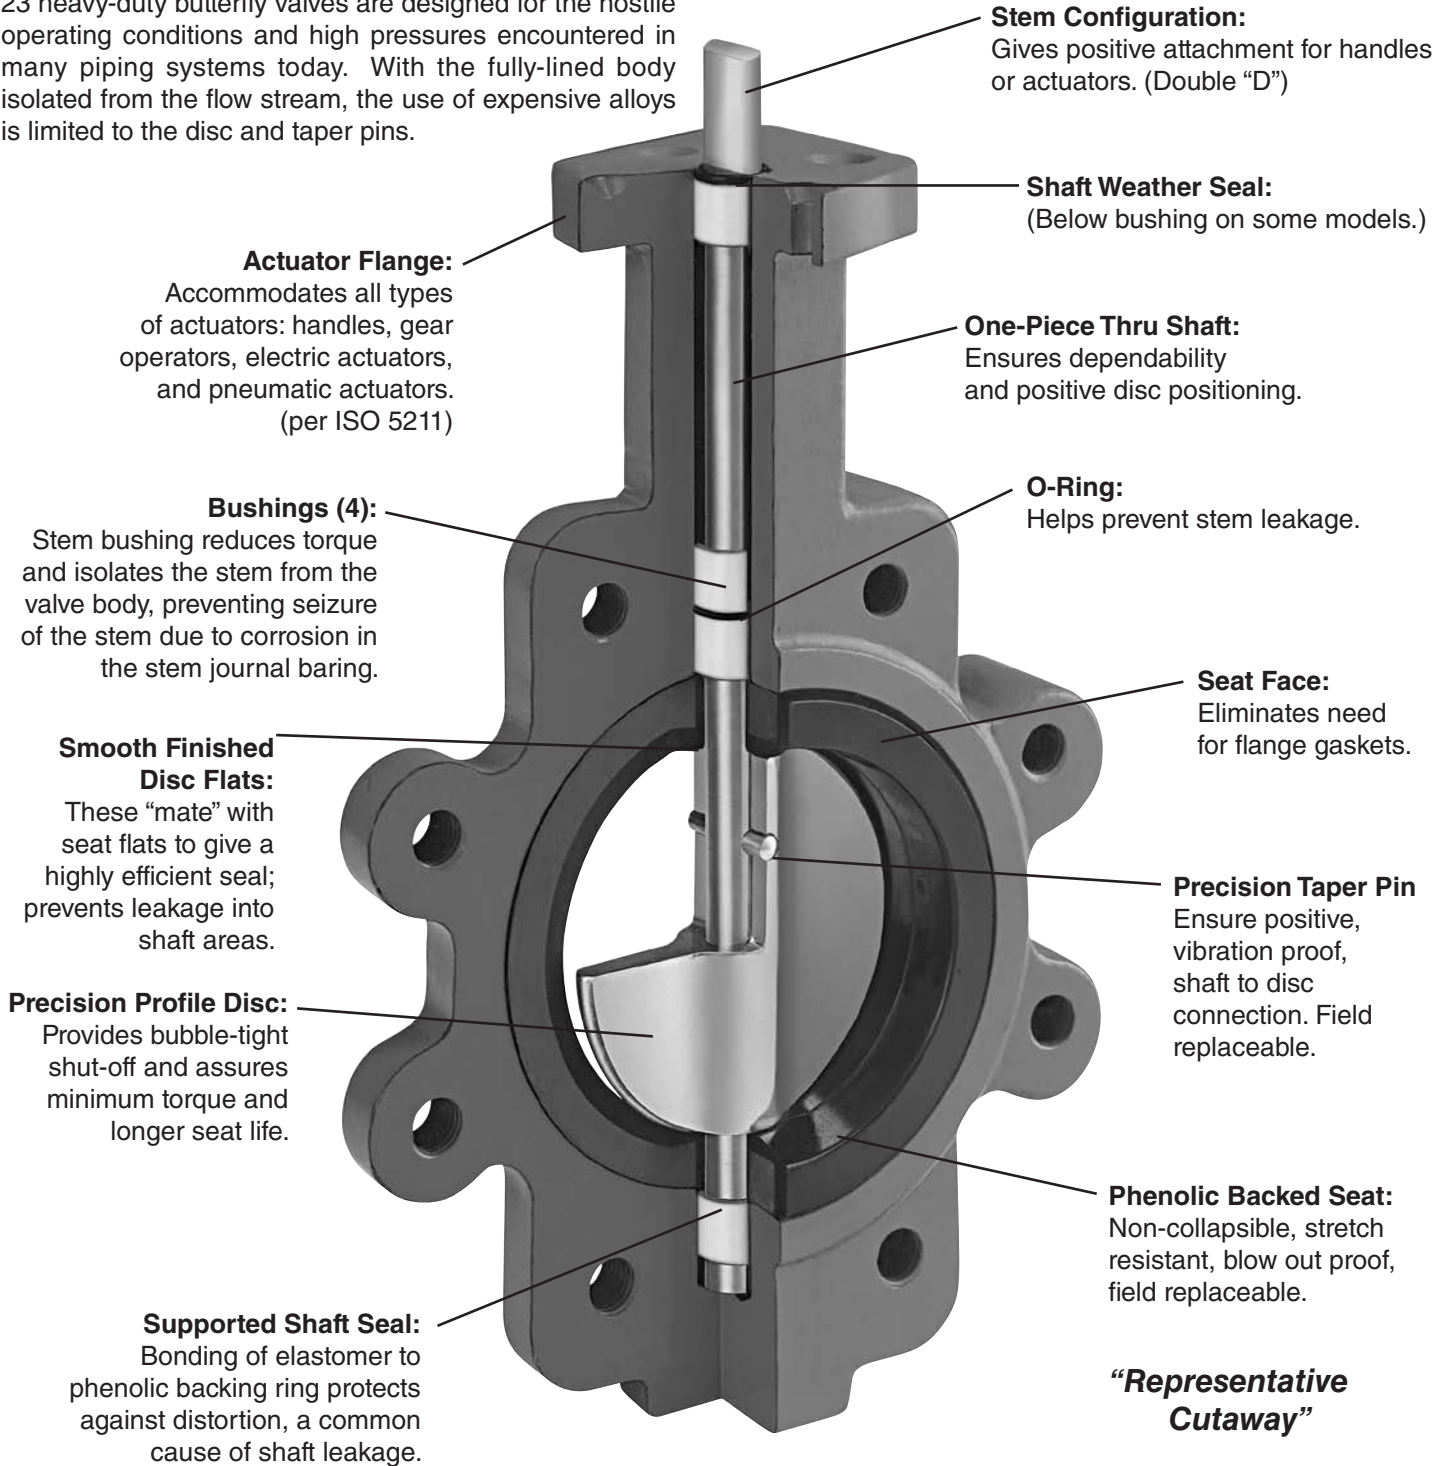 23 heavy-duty butterfly valves are designed for the hostile
operating conditions and high pressures encountered in
many piping systems today. With the fully-lined body
isolated from the flow stream, the use of expensive alloys
is limited to the disc and taper pins.
Stem Configuration:
Gives positive attachment for handles
or actuators. (Double “D”)
Shaft Weather Seal:
(Below bushing on some models.)
Actuator Flange:
Accommodates all types
of actuators: handles, gear
operators, electric actuators,
and pneumatic actuators.
(per ISO 5211)
One-Piece Thru Shaft:
Ensures dependability
and positive disc positioning.
O-Ring:
Helps prevent stem leakage.
Bushings (4):
Stem bushing reduces torque
and isolates the stem from the
valve body, preventing seizure
of the stem due to corrosion in
the stem journal baring.
Seat Face:
Eliminates need
for flange gaskets.
Smooth Finished
Disc Flats:
These “mate” with
seat flats to give a
highly efficient seal;
prevents leakage into
shaft areas.
Precision Taper Pin
Ensure positive,
vibration proof,
shaft to disc
connection. Field
replaceable.
Precision Profile Disc:
Provides bubble-tight
shut-off and assures
minimum torque and
longer seat life.
Phenolic Backed Seat:
Non-collapsible, stretch
resistant, blow out proof,
field replaceable.
Supported Shaft Seal:
Bonding of elastomer to
phenolic backing ring protects
against distortion, a common
cause of shaft leakage.
“Representative
Cutaway”